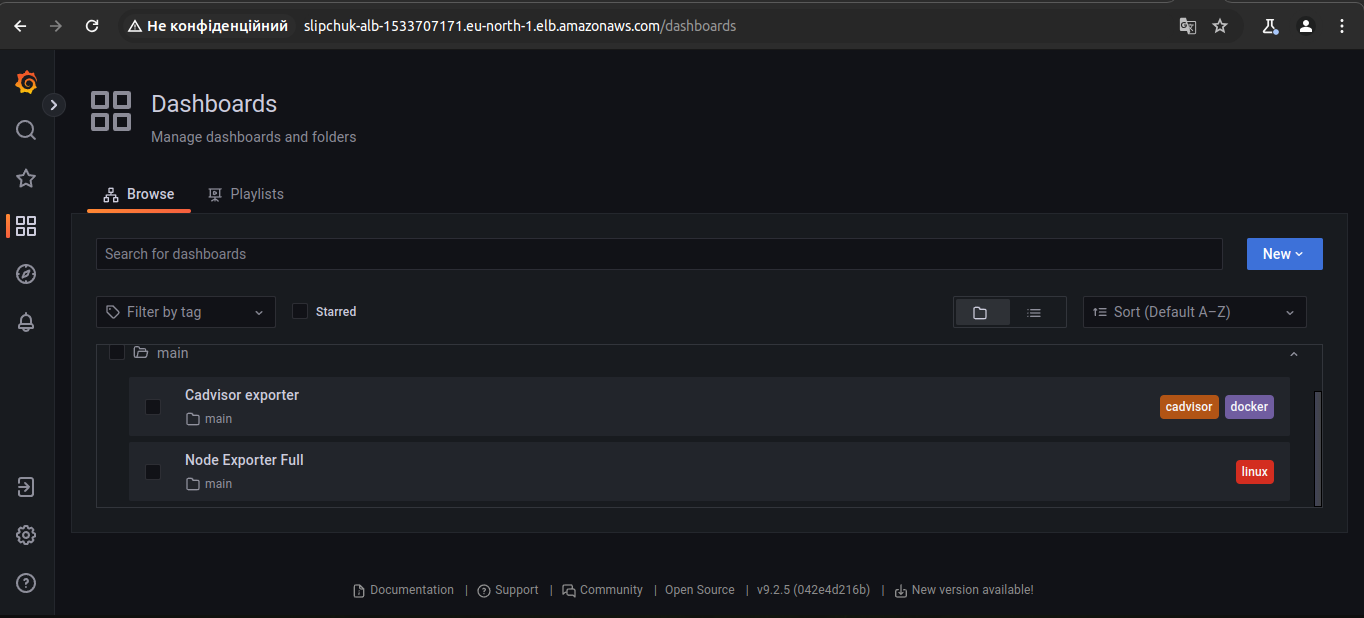 Не конфіденційний slipchuk-alb-1533707171.eu-north-1.elb.amazonaws.com/dashboards
Dashboards
Manage dashboards and folders
Browse Playlists
Search for dashboards
New
Filter by tag Starred Sort (Default A–Z)
main
Cadvisor exporter
main
cadvisor docker
Node Exporter Full
main
linux
Documentation | Support | Community | Open Source | v9.2.5 (042e4d216b) | New version available!